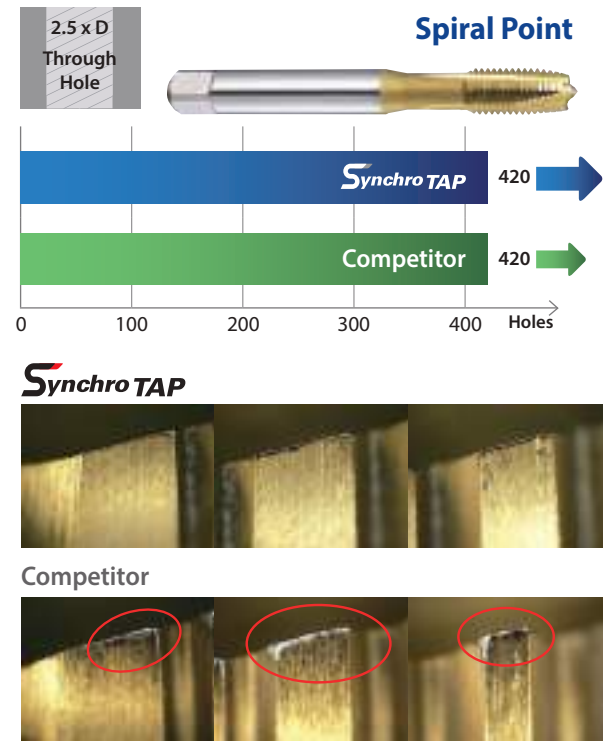 2.5 x D
Through
Hole
Spiral Point
Synchro TAP
420
Competitor
420
0 100 200 300 400 Holes
Synchro TAP
Competitor